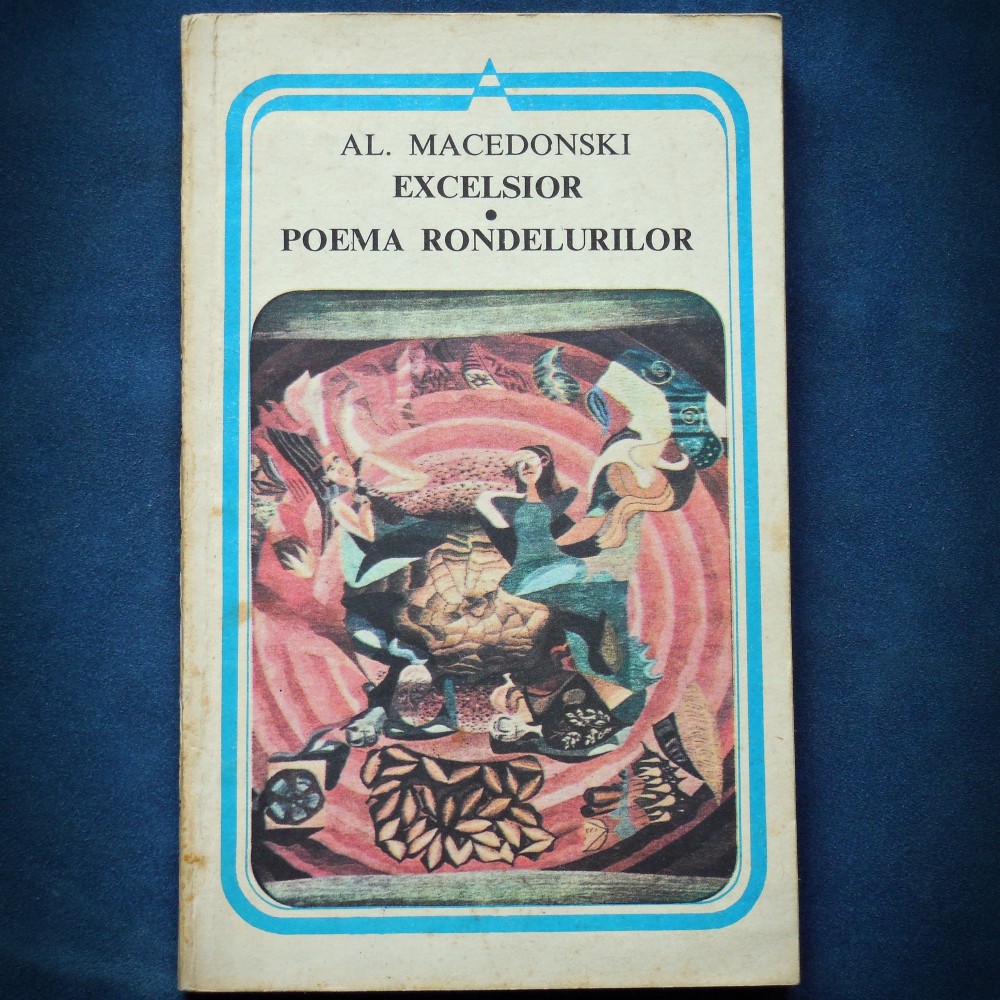 AL. MACEDONSKI
EXCELSIOR
•
POEMA RONDELURILOR